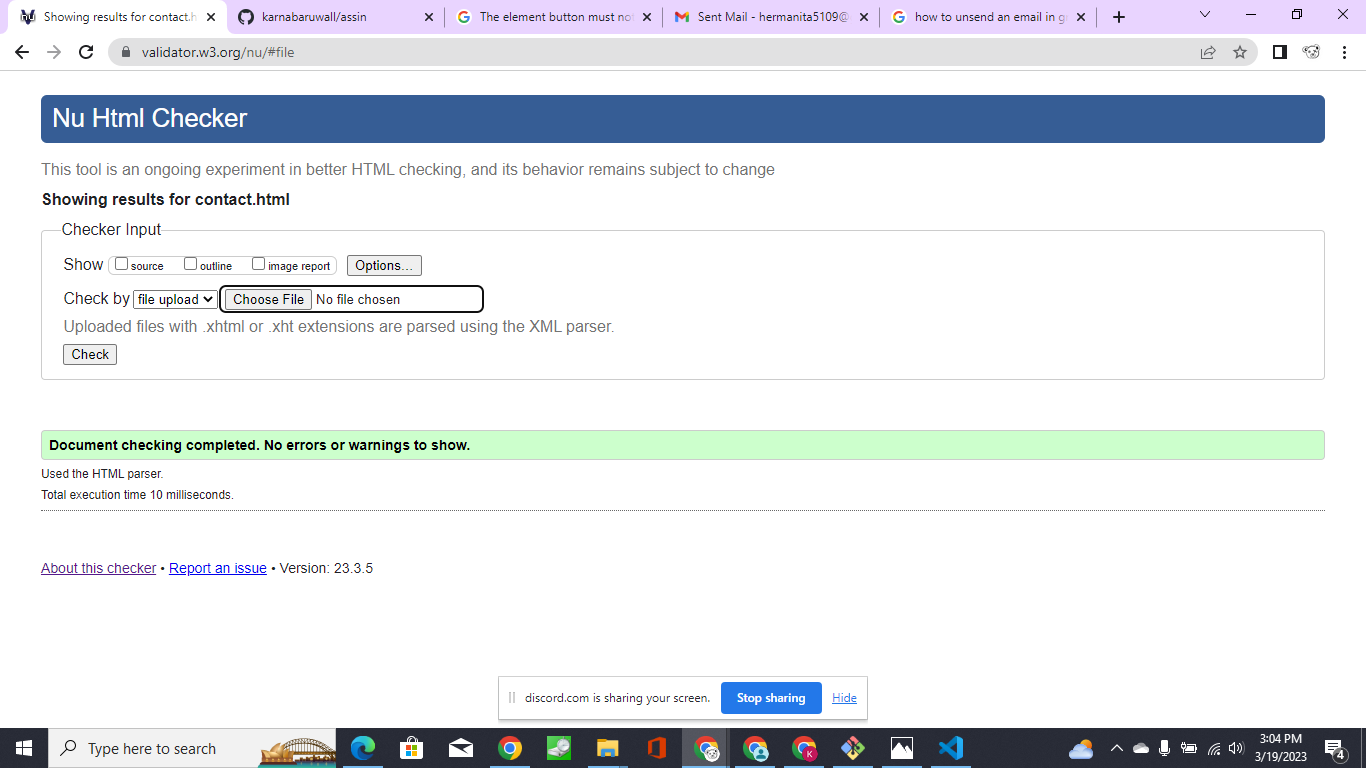 Showing results for contact.h
karnabaruwall/assin
The element button must no
Sent Mail - hermanita5109@
how to unsend an email in g
validator.w3.org/nu/#file
Nu Html Checker
This tool is an ongoing experiment in better HTML checking, and its behavior remains subject to change
Showing results for contact.html
Checker Input
Show source outline image report Options...
Check by file upload Choose File No file chosen
Uploaded files with .xhtml or .xht extensions are parsed using the XML parser.
Check
Document checking completed. No errors or warnings to show.
Used the HTML parser.
Total execution time 10 milliseconds.
About this checker • Report an issue • Version: 23.3.5
discord.com is sharing your screen. Stop sharing Hide
Type here to search
K
3:04 PM
3/19/2023
4